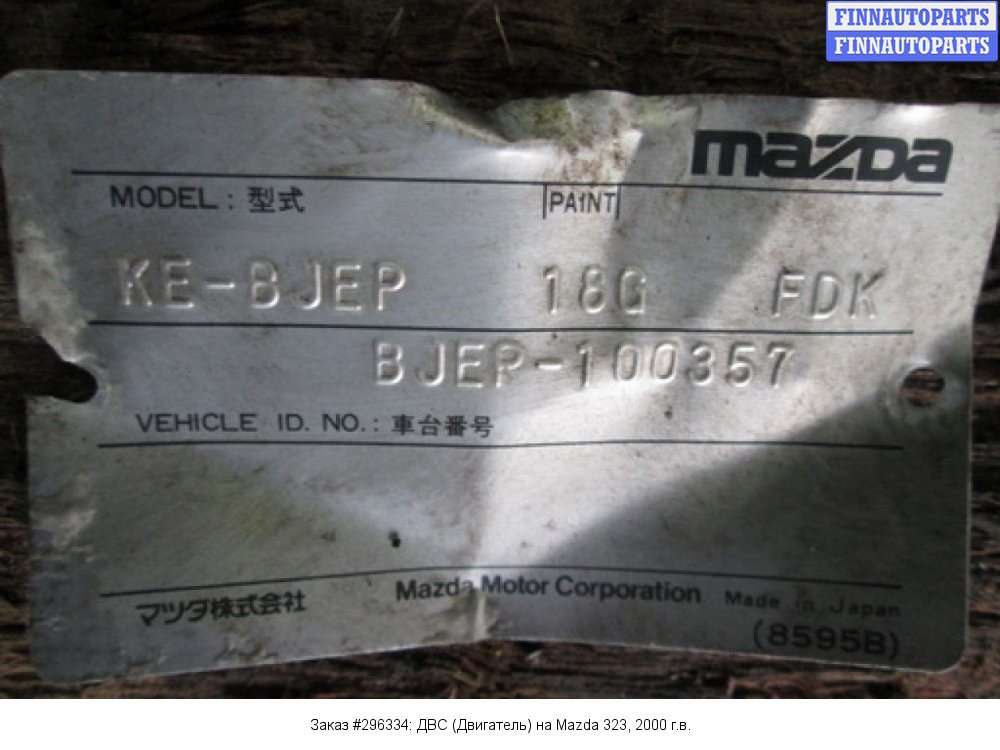 FINNAUTOPARTS
FINNAUTOPARTS
mazda
MODEL : 型式 PAINT
KE-BJEP 18G FDK
BJEP-100357
VEHICLE ID. NO. : 車台番号
マツダ株式会社 Mazda Motor Corporation Made in Japan
(8595B)
Заказ #296334: ДВС (Двигатель) на Mazda 323, 2000 г.в.